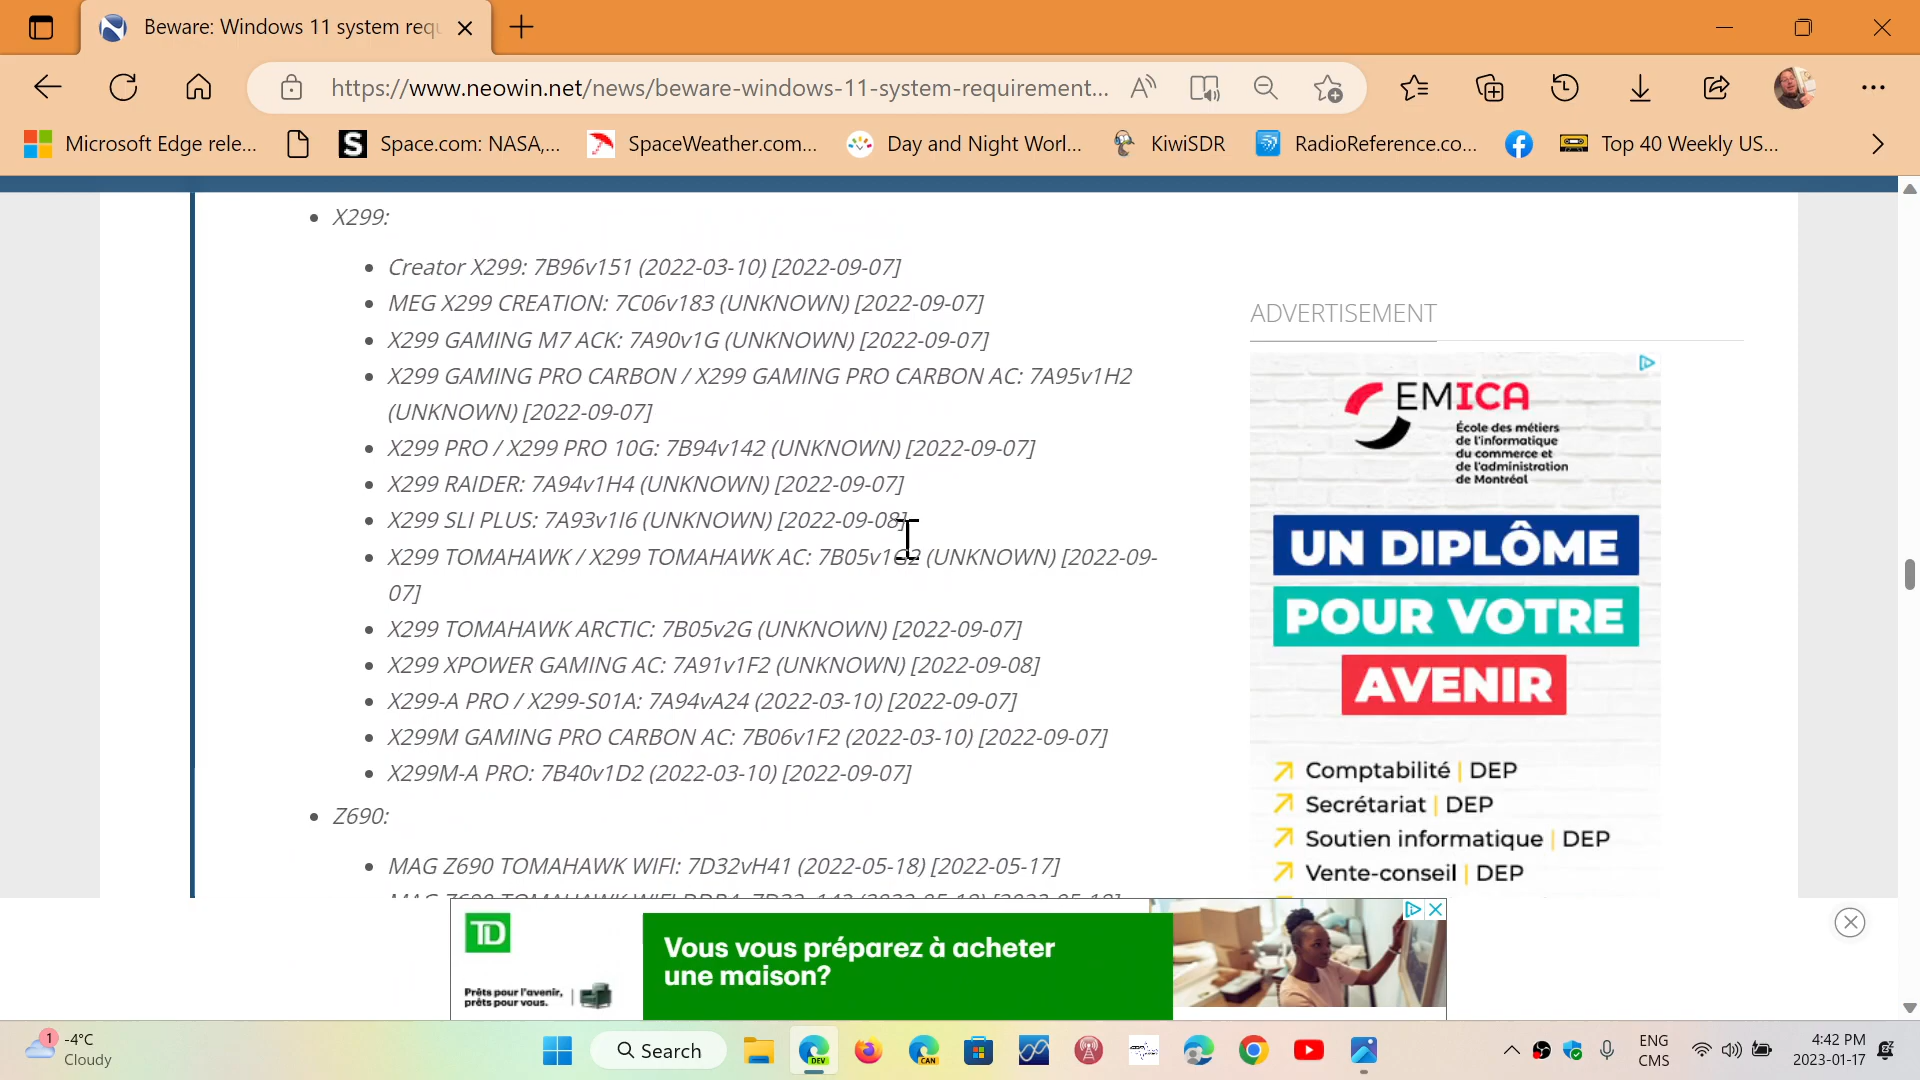 Beware: Windows 11 system req
https://www.neowin.net/news/beware-windows-11-system-requirement...
Microsoft Edge rele...
Space.com: NASA,...
SpaceWeather.com...
Day and Night Worl...
KiwiSDR
RadioReference.co...
Top 40 Weekly US...
X299:
Creator X299: 7B96v151 (2022-03-10) [2022-09-07]
MEG X299 CREATION: 7C06v183 (UNKNOWN) [2022-09-07]
X299 GAMING M7 ACK: 7A90v1G (UNKNOWN) [2022-09-07]
X299 GAMING PRO CARBON / X299 GAMING PRO CARBON AC: 7A95v1H2
(UNKNOWN) [2022-09-07]
X299 PRO / X299 PRO 10G: 7B94v142 (UNKNOWN) [2022-09-07]
X299 RAIDER: 7A94v1H4 (UNKNOWN) [2022-09-07]
X299 SLI PLUS: 7A93v1I6 (UNKNOWN) [2022-09-08]
X299 TOMAHAWK / X299 TOMAHAWK AC: 7B05v1G2 (UNKNOWN) [2022-09-
07]
X299 TOMAHAWK ARCTIC: 7B05v2G (UNKNOWN) [2022-09-07]
X299 XPOWER GAMING AC: 7A91v1F2 (UNKNOWN) [2022-09-08]
X299-A PRO / X299-S01A: 7A94vA24 (2022-03-10) [2022-09-07]
X299M GAMING PRO CARBON AC: 7B06v1F2 (2022-03-10) [2022-09-07]
X299M-A PRO: 7B40v1D2 (2022-03-10) [2022-09-07]
Z690:
MAG Z690 TOMAHAWK WIFI: 7D32vH41 (2022-05-18) [2022-05-17]
ADVERTISEMENT
EMICA
École des métiers
de l'informatique
du commerce et
de l'administration
de Montréal
UN DIPLÔME
POUR VOTRE
AVENIR
Comptabilité | DEP
Secrétariat | DEP
Soutien informatique | DEP
Vente-conseil | DEP
TD
Prêts pour l'avenir,
prêts pour vous.
Vous vous préparez à acheter
une maison?
1
-4°C
Cloudy
Search
DEV
CAN
ENG
CMS
4:42 PM
2023-01-17